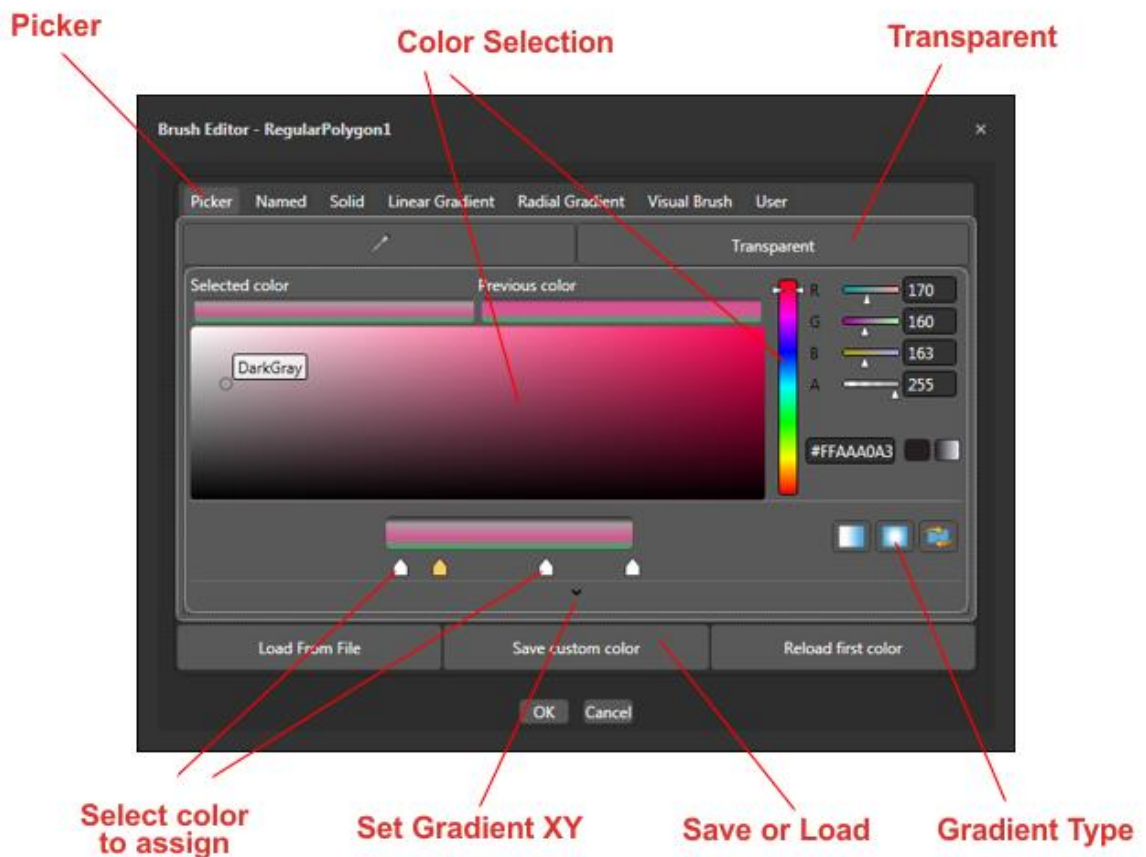 Picker
Color Selection
Transparent
Brush Editor - RegularPolygon1
Picker Named Solid Linear Gradient Radial Gradient Visual Brush User
Transparent
Selected color Previous color
R 170
G 160
B 163
A 255
DarkGray
#FFAAA0A3
Load From File Save custom color Reload first color
OK Cancel
Select color
to assign
Set Gradient XY
Save or Load
Gradient Type